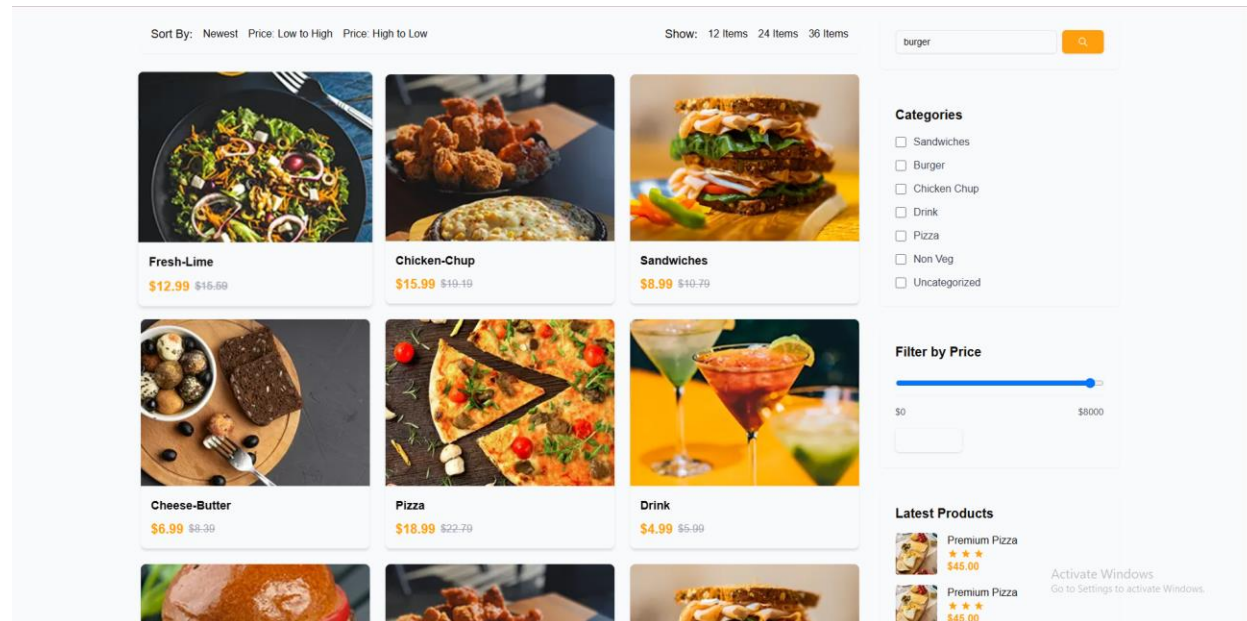 Sort By: Newest Price: Low to High Price: High to Low
Show: 12 Items 24 Items 36 Items
burger
Fresh-Lime
$12.99 $15.59
Chicken-Chup
$15.99 $19.19
Sandwiches
$8.99 $10.79
Cheese-Butter
$6.99 $8.39
Pizza
$18.99 $22.79
Drink
$4.99 $5.99
Categories
Sandwiches
Burger
Chicken Chup
Drink
Pizza
Non Veg
Uncategorized
Filter by Price
$0 $8000
Latest Products
Premium Pizza
$45.00
Premium Pizza
$45.00
Activate Windows
Go to Settings to activate Windows.